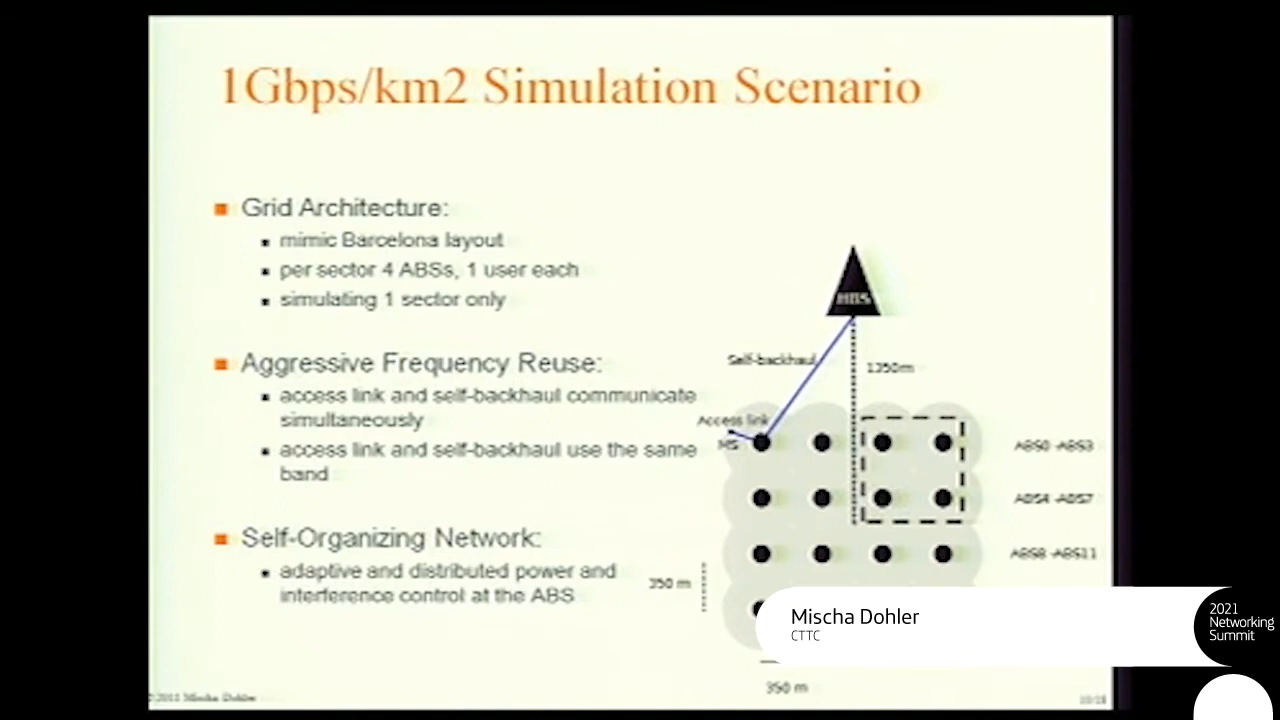 1Gbps/km2 Simulation Scenario
Grid Architecture:
mimic Barcelona layout
per sector 4 ABSs, 1 user each
simulating 1 sector only
Aggressive Frequency Reuse:
access link and self-backhaul communicate
simultaneously
access link and self-backhaul use the same
band
Self-Organizing Network:
adaptive and distributed power and
interference control at the ABS
HBS
Self-backhaul
1350m
Access link
MS
ABS0 -ABS3
ABS4 -ABS7
ABS8 -ABS11
350 m
350 m
Mischa Dohler
CTTC
2021
Networking
Summit
© 2011 Mischa Dohler